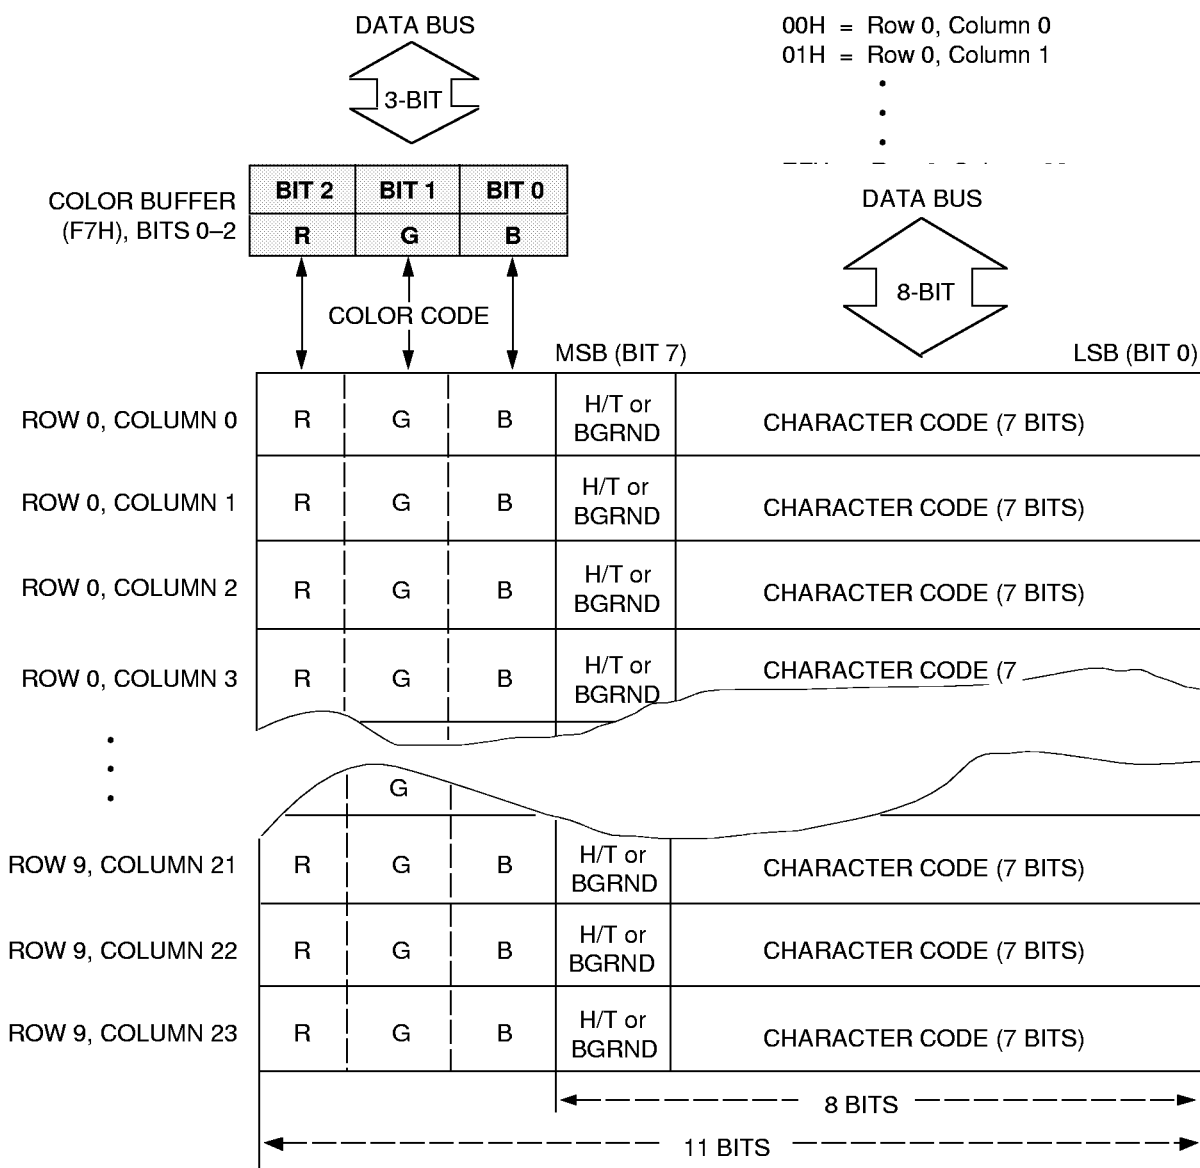 DATA BUS
3-BIT
00H = Row 0, Column 0
01H = Row 0, Column 1
COLOR BUFFER
(F7H), BITS 0–2
BIT 2 BIT 1 BIT 0
R G B
COLOR CODE
DATA BUS
8-BIT
MSB (BIT 7) LSB (BIT 0)
ROW 0, COLUMN 0 R G B H/T or BGRND CHARACTER CODE (7 BITS)
ROW 0, COLUMN 1 R G B H/T or BGRND CHARACTER CODE (7 BITS)
ROW 0, COLUMN 2 R G B H/T or BGRND CHARACTER CODE (7 BITS)
ROW 0, COLUMN 3 R G B H/T or BGRND CHARACTER CODE (7
G
ROW 9, COLUMN 21 R G B H/T or BGRND CHARACTER CODE (7 BITS)
ROW 9, COLUMN 22 R G B H/T or BGRND CHARACTER CODE (7 BITS)
ROW 9, COLUMN 23 R G B H/T or BGRND CHARACTER CODE (7 BITS)
8 BITS
11 BITS